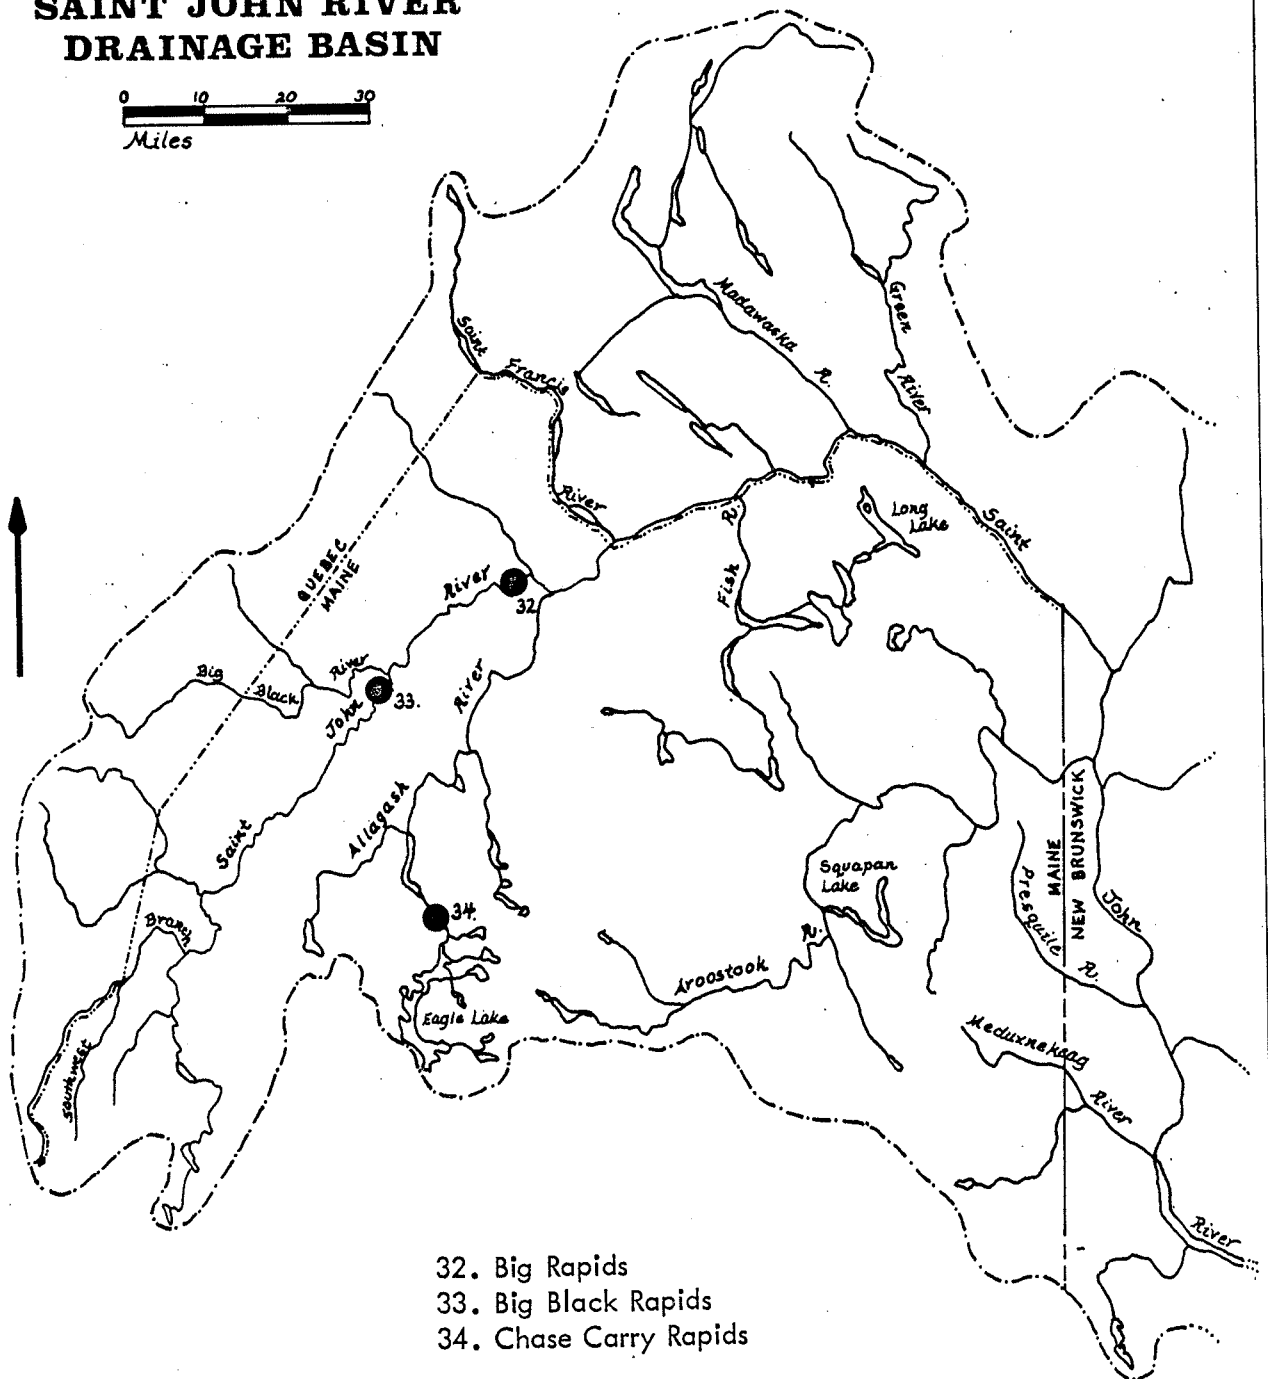 SAINT JOHN RIVER
DRAINAGE BASIN
0 10 20 30
Miles
Saint
Francis
River
Madawaska
R.
Green
River
QUEBEC
MAINE
River
32
Big
Black
River
33.
John
Saint
River
Allagash
34.
Eagle Lake
Branch
Southwest
R.
Fish
Long
Lake
Saint
Squapan
Lake
R.
Aroostook
Presquile
R.
MAINE
NEW BRUNSWICK
John
Meduxnekeag
River
River
32. Big Rapids
33. Big Black Rapids
34. Chase Carry Rapids